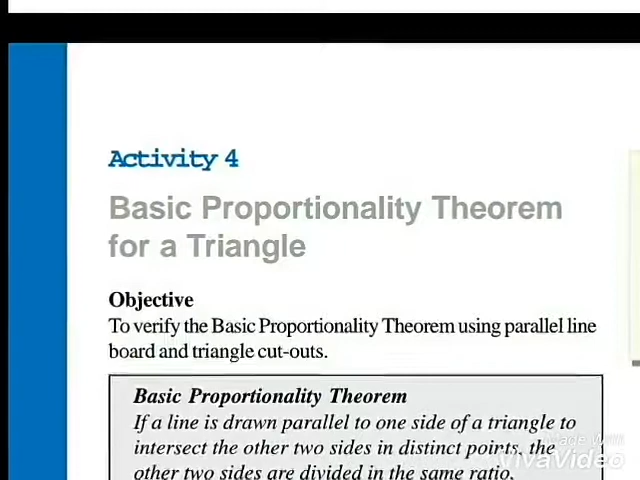 Activity 4
Basic Proportionality Theorem
for a Triangle
Objective
To verify the Basic Proportionality Theorem using parallel line
board and triangle cut-outs.
Basic Proportionality Theorem
If a line is drawn parallel to one side of a triangle to
intersect the other two sides in distinct points, the
other two sides are divided in the same ratio.
Made With
VivaVideo